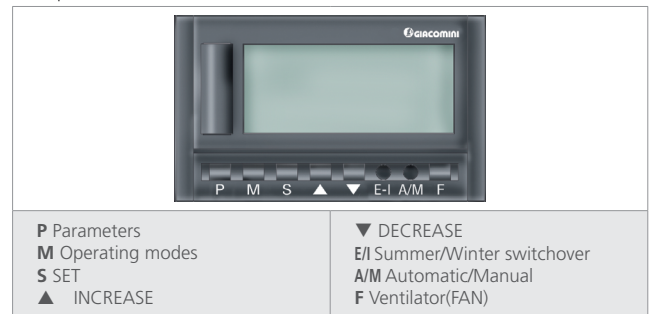 GIACOMINI
P M S ▲ ▼ E-I A/M F
P Parameters
M Operating modes
S SET
▲ INCREASE
▼ DECREASE
E/I Summer/Winter switchover
A/M Automatic/Manual
F Ventilator(FAN)